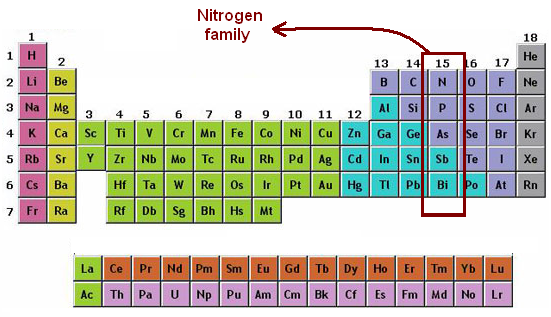 Nitrogen
family
1 18
1 H 2 13 14 15 16 17 He
2 Li Be B C N O F Ne
3 Na Mg 3 4 5 6 7 8 9 10 11 12 Al Si P S Cl Ar
4 K Ca Sc Ti V Cr Mn Fe Co Ni Cu Zn Ga Ge As Se Br Kr
5 Rb Sr Y Zr Nb Mo Tc Ru Rh Pd Ag Cd In Sn Sb Te I Xe
6 Cs Ba Hf Ta W Re Os Ir Pt Au Hg Tl Pb Bi Po At Rn
7 Fr Ra Rf Db Sg Bh Hs Mt
La Ce Pr Nd Pm Sm Eu Gd Tb Dy Ho Er Tm Yb Lu
Ac Th Pa U Np Pu Am Cm Bk Cf Es Fm Md No Lr